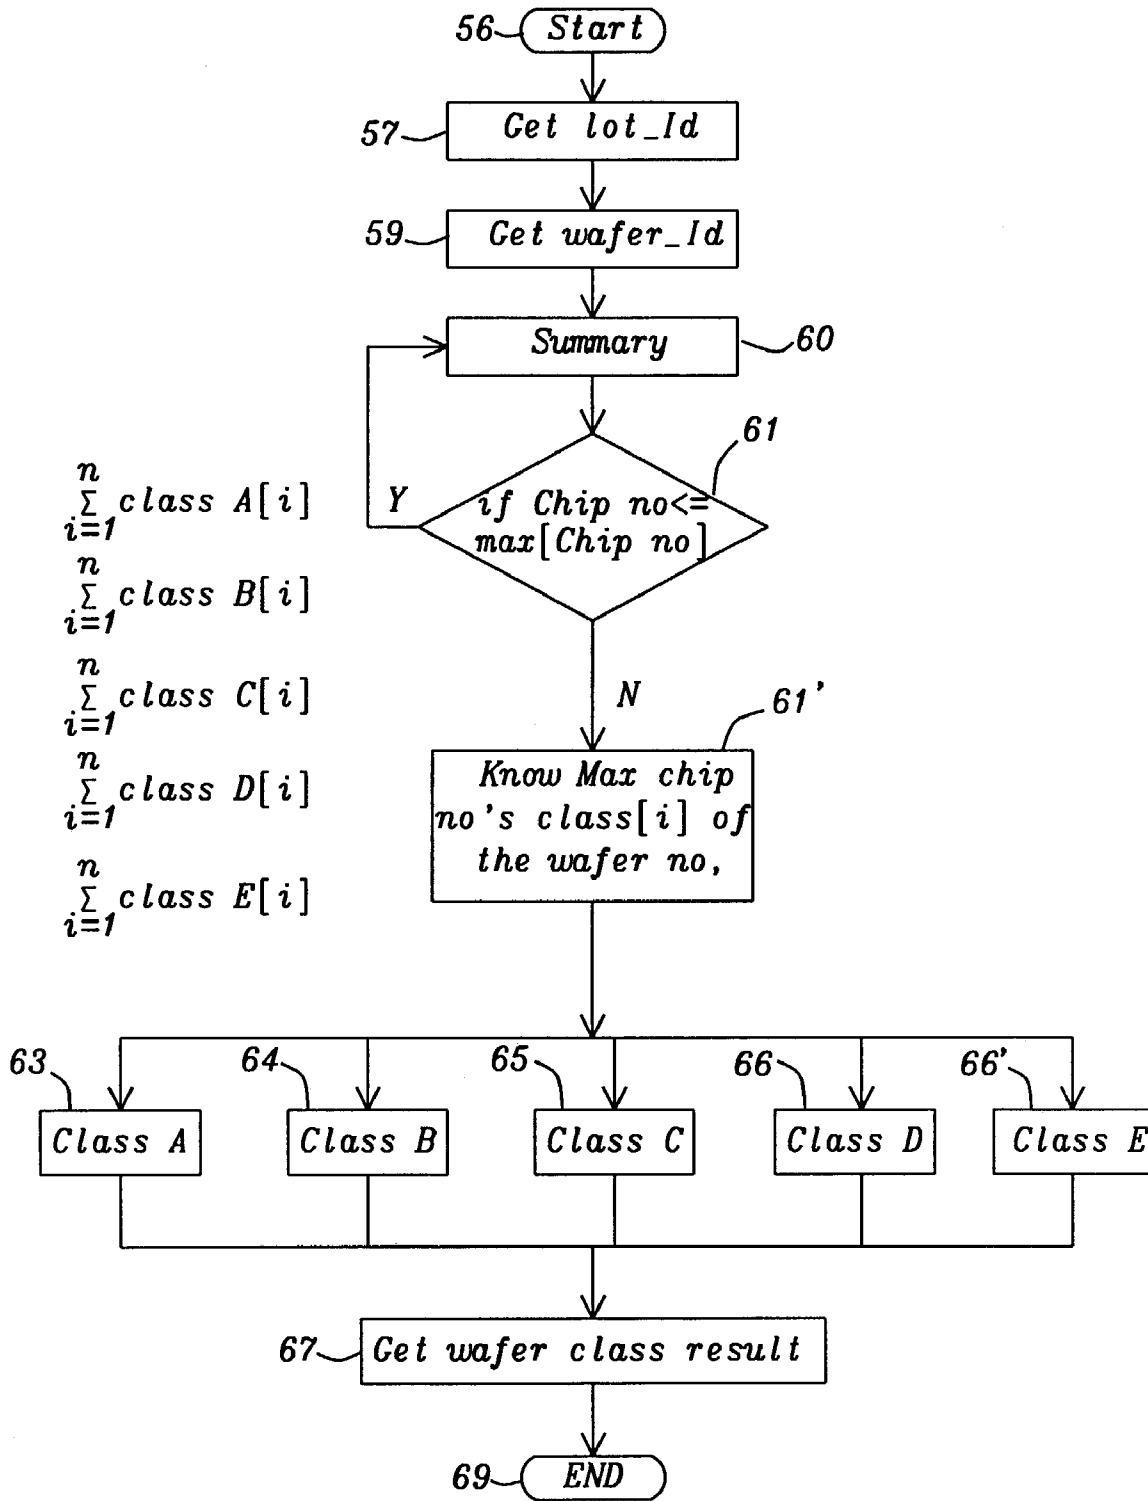 56
Start
57
Get lot_Id
59
Get wafer_Id
Summary
60
61
if Chip no<=
max[Chip no]
Y
N
n
Σ class A[i]
i=1
n
Σ class B[i]
i=1
n
Σ class C[i]
i=1
n
Σ class D[i]
i=1
n
Σ class E[i]
i=1
61'
Know Max chip
no's class[i] of
the wafer no,
63
64
65
66
66'
Class A
Class B
Class C
Class D
Class E
67
Get wafer class result
69
END